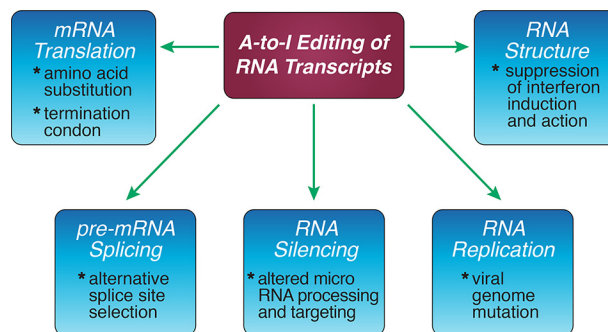 mRNA
Translation
* amino acid
substitution
* termination
condon
A-to-I Editing of
RNA Transcripts
RNA
Structure
* suppression
of interferon
induction
and action
pre-mRNA
Splicing
* alternative
splice site
selection
RNA
Silencing
* altered micro
RNA processing
and targeting
RNA
Replication
* viral
genome
mutation